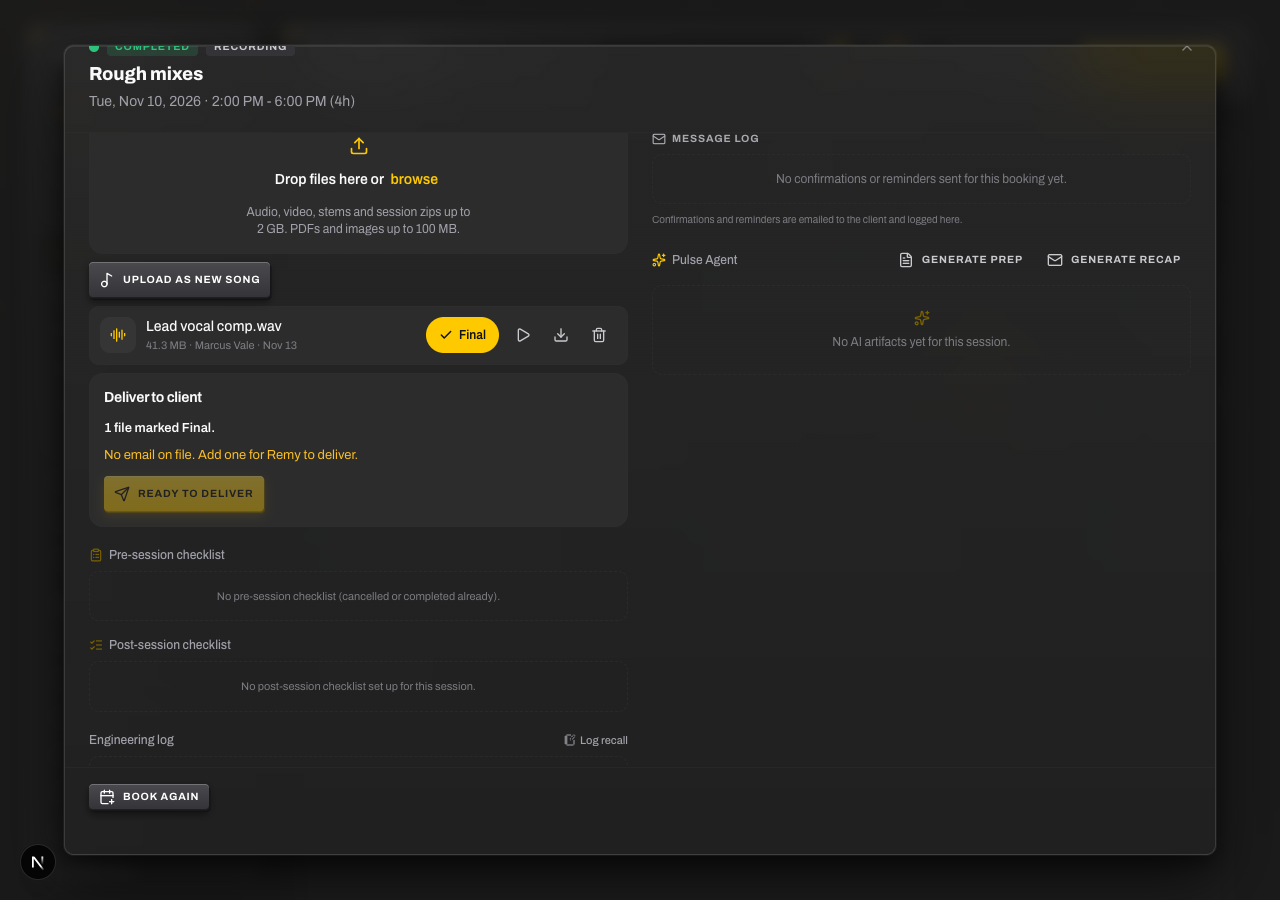 COMPLETED RECORDING
Rough mixes
Tue, Nov 10, 2026 · 2:00 PM - 6:00 PM (4h)
Drop files here or browse
Audio, video, stems and session zips up to
2 GB. PDFs and images up to 100 MB.
UPLOAD AS NEW SONG
Lead vocal comp.wav
41.3 MB · Marcus Vale · Nov 13
Final
Deliver to client
1 file marked Final.
No email on file. Add one for Remy to deliver.
READY TO DELIVER
Pre-session checklist
No pre-session checklist (cancelled or completed already).
Post-session checklist
No post-session checklist set up for this session.
Engineering log
Log recall
MESSAGE LOG
No confirmations or reminders sent for this booking yet.
Confirmations and reminders are emailed to the client and logged here.
Pulse Agent
GENERATE PREP
GENERATE RECAP
No AI artifacts yet for this session.
BOOK AGAIN
N